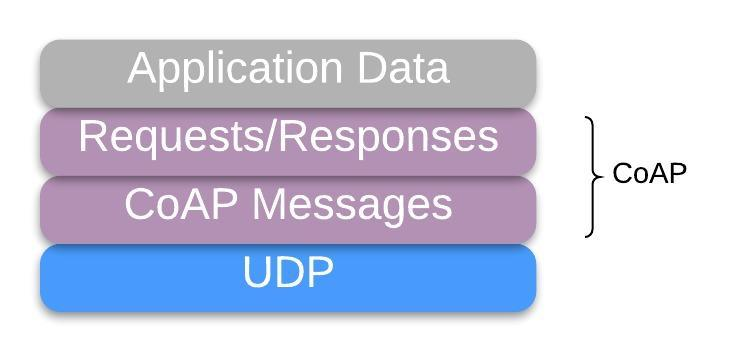 Application Data
Requests/Responses
CoAP Messages
UDP
CoAP